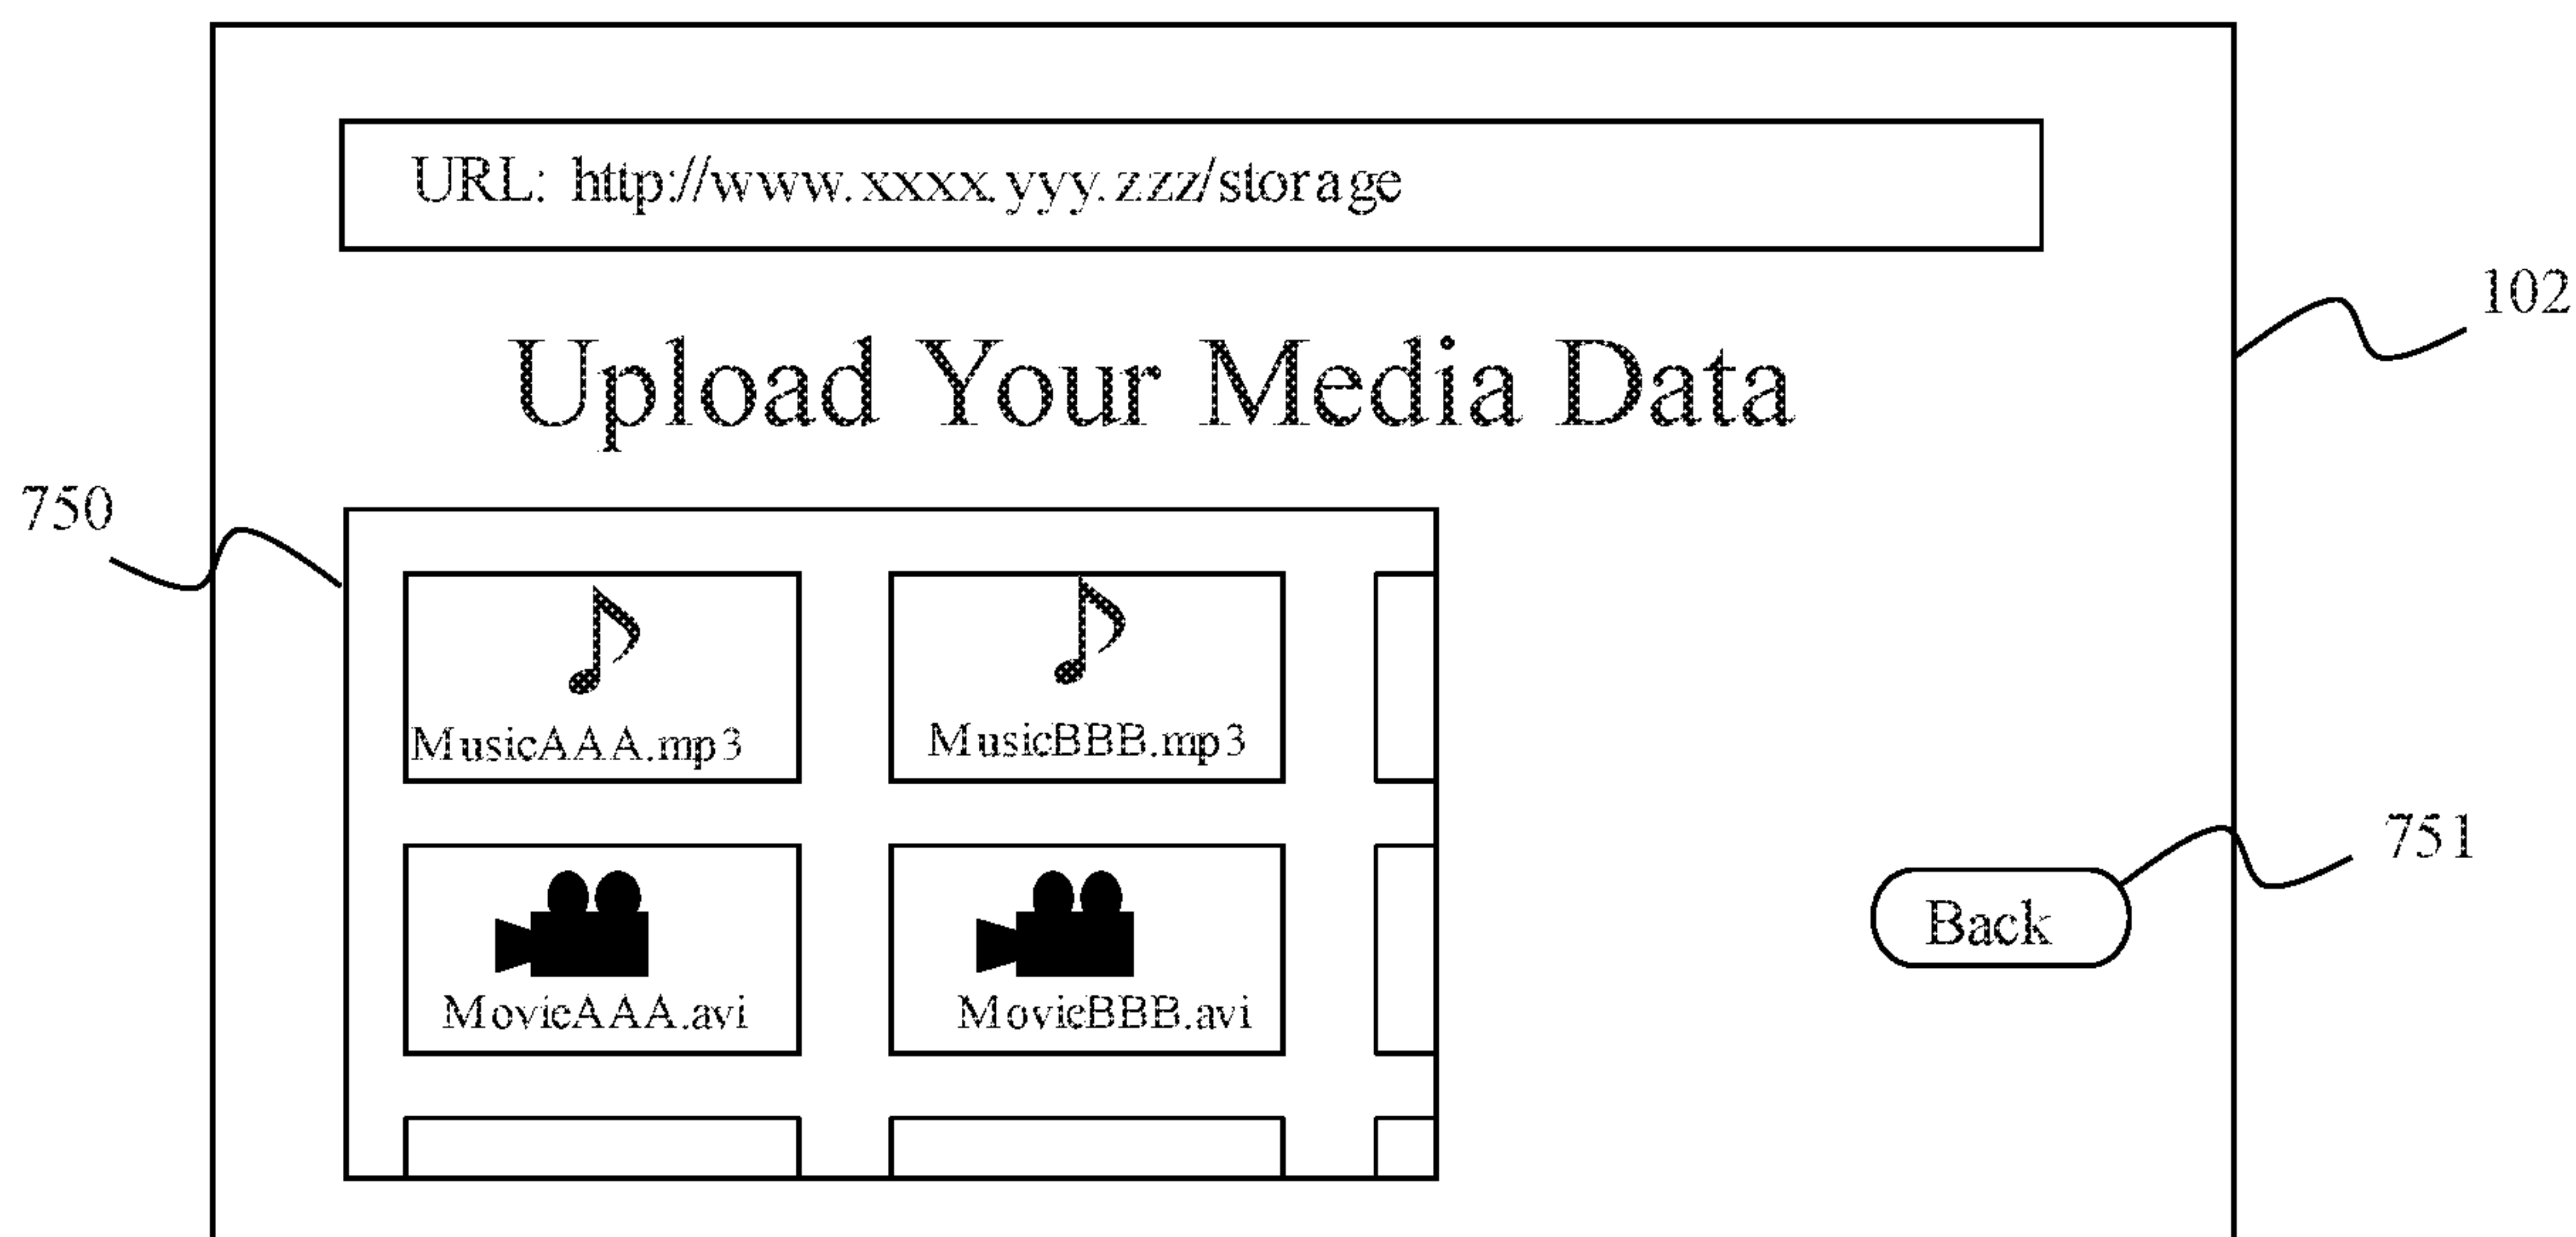 URL: http://www.xxxx.yyy.zzz/storage
102
Upload Your Media Data
750
MusicAAA.mp3
MusicBBB.mp3
751
Back
MovieAAA.avi
MovieBBB.avi